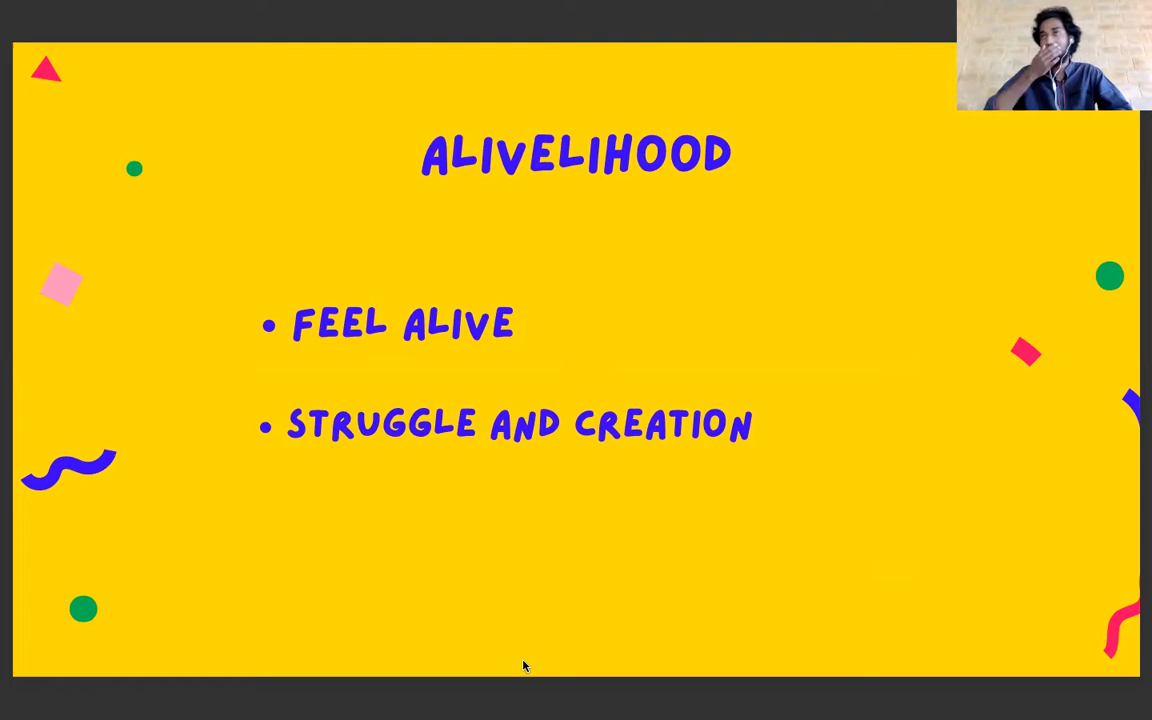 ALIVELIHOOD
• FEEL ALIVE
• STRUGGLE AND CREATION